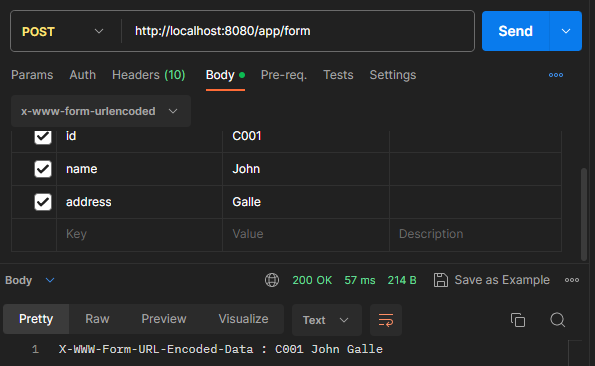 POST http://localhost:8080/app/form Send
Params Auth Headers (10) Body Pre-req. Tests Settings
x-www-form-urlencoded
id C001
name John
address Galle
Key Value Description
Body 200 OK 57 ms 214 B Save as Example
Pretty Raw Preview Visualize Text
1 X-WWW-Form-URL-Encoded-Data : C001 John Galle